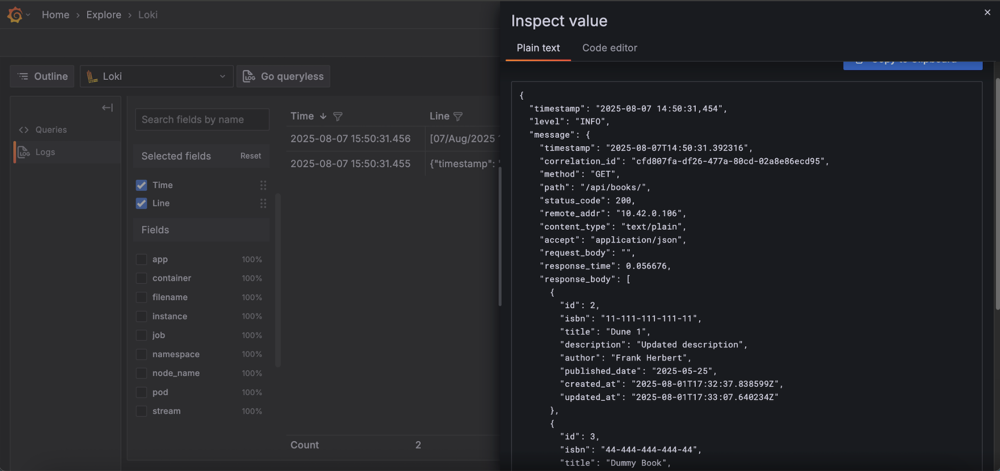 Home › Explore › Loki
Outline
Loki
Go queryless
Queries
Logs
Search fields by name
Selected fields
Reset
Time
Line
Fields
app 100%
container 100%
filename 100%
instance 100%
job 100%
namespace 100%
node_name 100%
pod 100%
stream 100%
Time Line
2025-08-07 15:50:31.456 [07/Aug/2025
2025-08-07 15:50:31.455 {"timestamp":
Count 2
Inspect value
Plain text Code editor
Copy to Clipboard
{
"timestamp": "2025-08-07 14:50:31,454",
"level": "INFO",
"message": {
"timestamp": "2025-08-07T14:50:31.392316",
"correlation_id": "cfd807fa-df26-477a-80cd-02a8e86ecd95",
"method": "GET",
"path": "/api/books/",
"status_code": 200,
"remote_addr": "10.42.0.106",
"content_type": "text/plain",
"accept": "application/json",
"request_body": "",
"response_time": 0.056676,
"response_body": [
{
"id": 2,
"isbn": "11-111-111-111-11",
"title": "Dune 1",
"description": "Updated description",
"author": "Frank Herbert",
"published_date": "2025-05-25",
"created_at": "2025-08-01T17:32:37.838599Z",
"updated_at": "2025-08-01T17:33:07.640234Z"
},
{
"id": 3,
"isbn": "44-444-444-444-44",
"title": "Dummy Book",